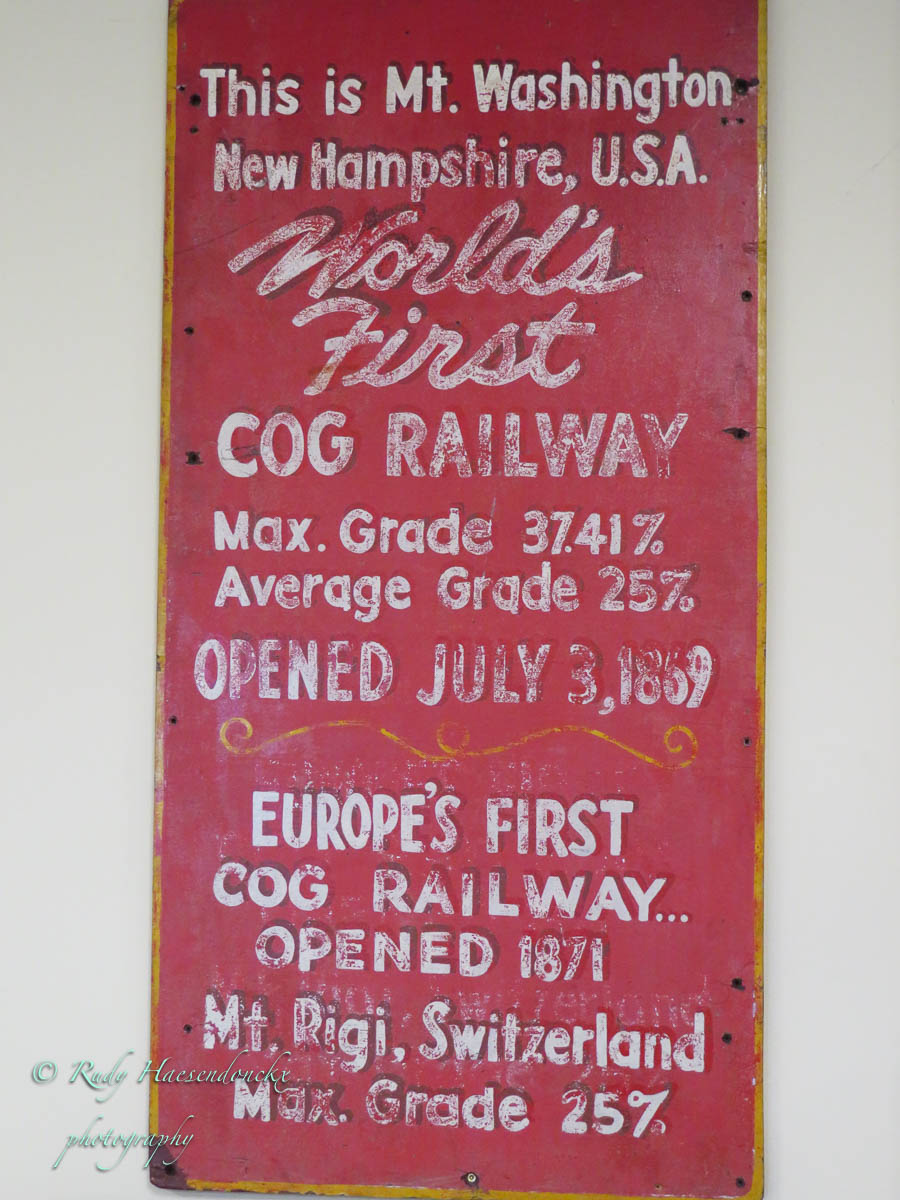 This is Mt. Washington
New Hampshire, U.S.A.
World's
First
COG RAILWAY
Max. Grade 37.41%
Average Grade 25%
OPENED JULY 3, 1869
EUROPE'S FIRST
COG RAILWAY...
OPENED 1871
Mt. Rigi, Switzerland
Max. Grade 25%
© Rudy Haesendonckx
photography